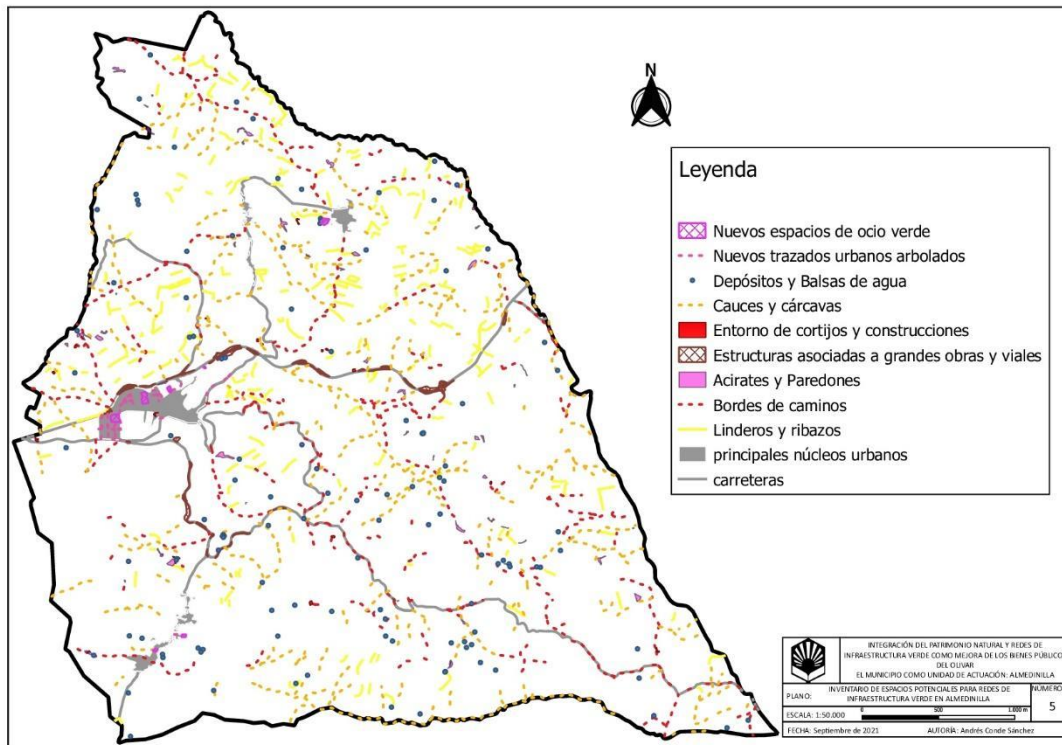 N
Leyenda
Nuevos espacios de ocio verde
Nuevos trazados urbanos arbolados
Depósitos y Balsas de agua
Cauces y cárcavas
Entorno de cortijos y construcciones
Estructuras asociadas a grandes obras y viales
Acirates y Paredones
Bordes de caminos
Linderos y ribazos
principales núcleos urbanos
carreteras
INTEGRACIÓN DEL PATRIMONIO NATURAL Y REDES DE
INFRAESTRUCTURA VERDE COMO MEJORA DE LOS BIENES PÚBLICO
DEL OLIVAR
EL MUNICIPIO COMO UNIDAD DE ACTUACIÓN: ALMEDINILLA
PLANO:
INVENTARIO DE ESPACIOS POTENCIALES PARA REDES DE
INFRAESTRUCTURA VERDE EN ALMEDINILLA
NÚMERO
5
ESCALA: 1:50.000
0 500 1.000 m
FECHA: Septiembre de 2021 AUTORÍA: Andrés Conde Sánchez